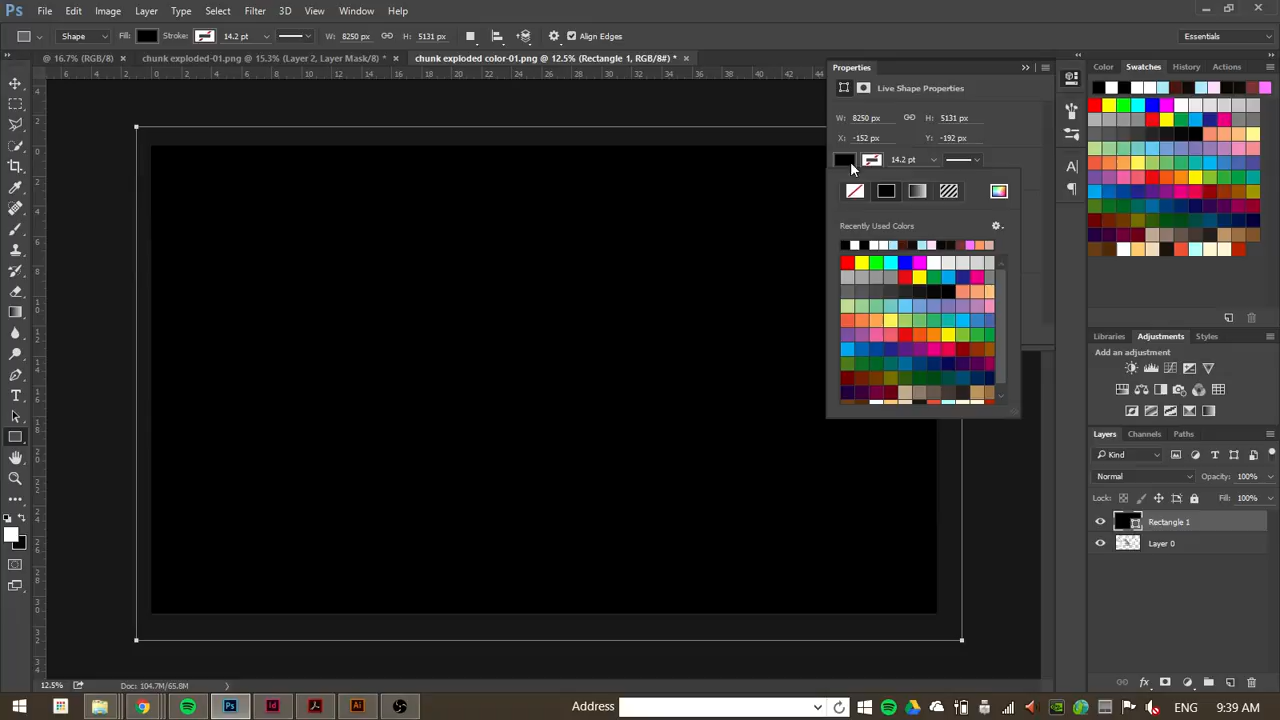 Ps File Edit Image Layer Type Select Filter 3D View Window Help
Shape Fill: Stroke: 14.2 pt W: 8250 px H: 5131 px Align Edges Essentials
@ 16.7% (RGB/8) × chunk exploded-01.png @ 15.3% (Layer 2, Layer Mask/8) * × chunk exploded color-01.png @ 12.5% (Rectangle 1, RGB/8#) * ×
Properties
Color Swatches History Actions
Live Shape Properties
W: 8250 px H: 5131 px
X: -152 px Y: -192 px
14.2 pt
Recently Used Colors
Libraries Adjustments Styles
Add an adjustment
Layers Channels Paths
Kind
Normal Opacity: 100%
Lock: Fill: 100%
Rectangle 1
Layer 0
12.5% Doc: 104.7M/65.8M
Ps Id Ai Address ENG 9:39 AM